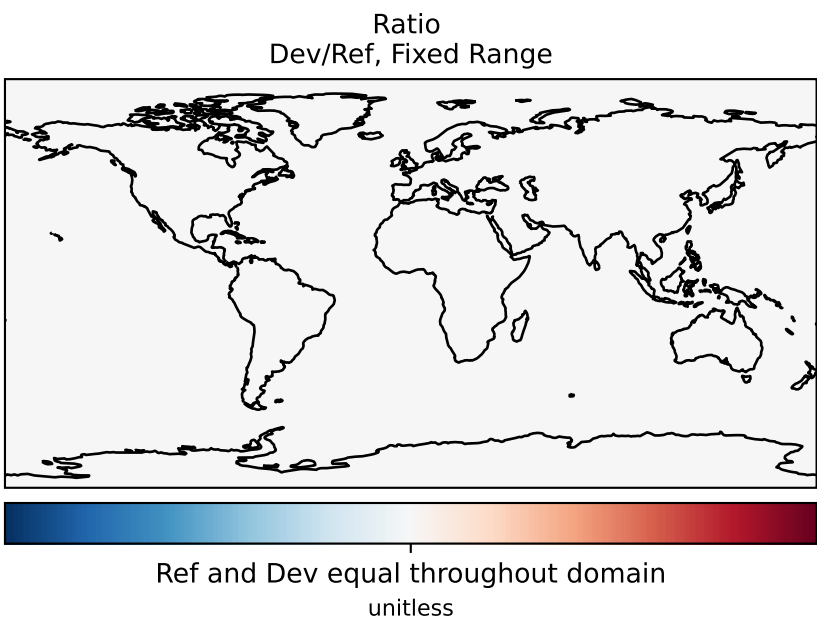 Ratio
Dev/Ref, Fixed Range
Ref and Dev equal throughout domain
unitless